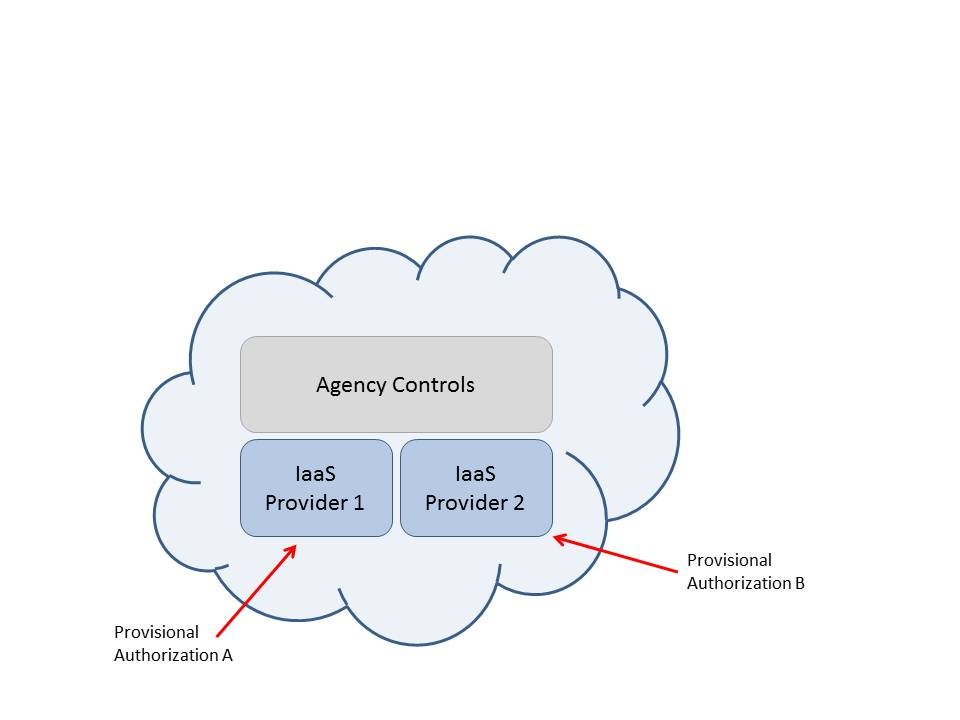 Agency Controls
IaaS
Provider 1
IaaS
Provider 2
Provisional
Authorization B
Provisional
Authorization A